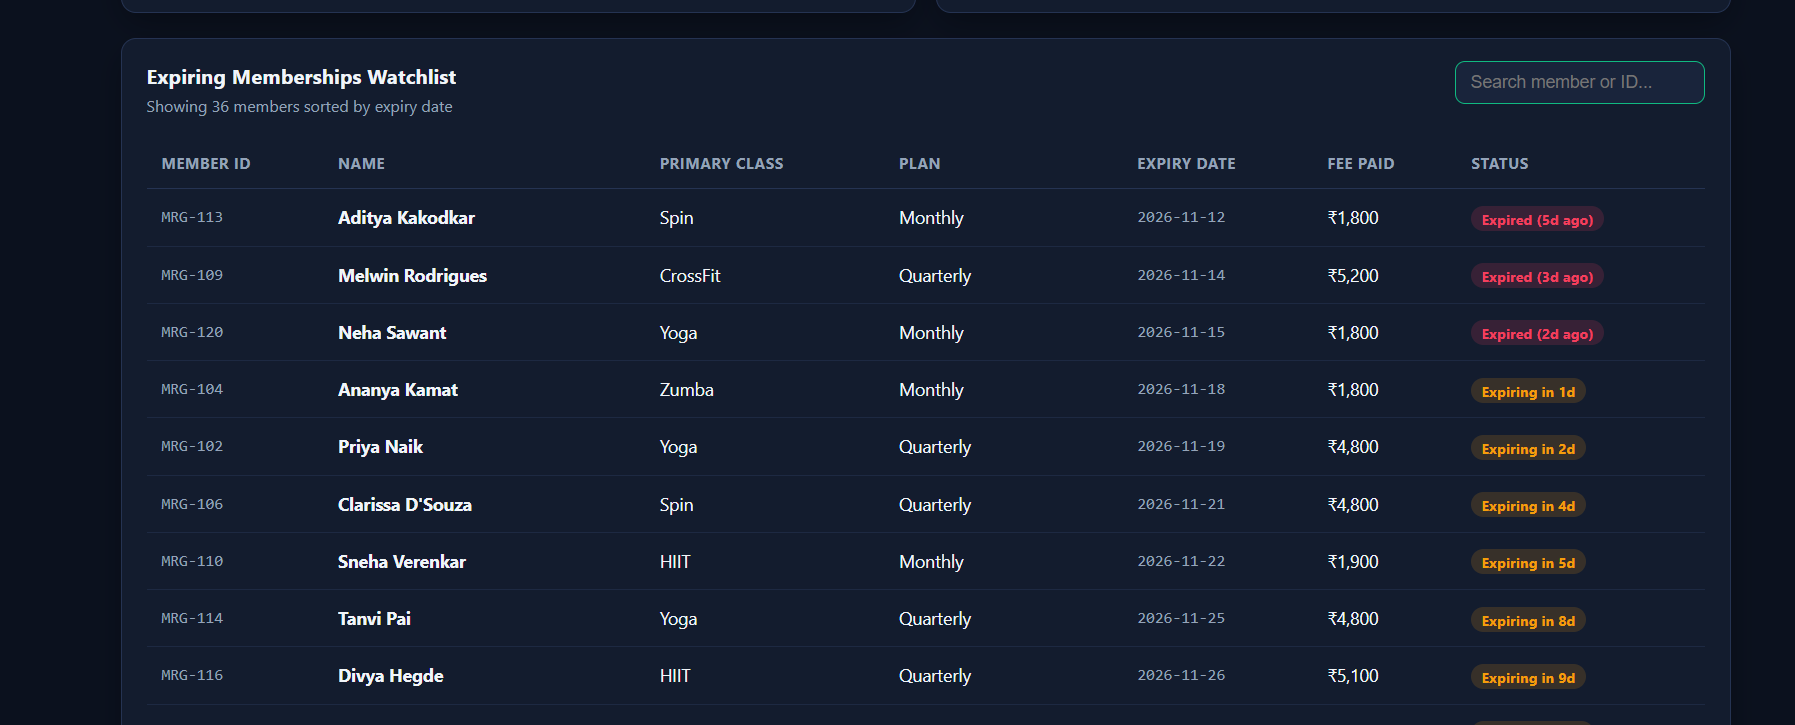 Expiring Memberships Watchlist
Showing 36 members sorted by expiry date
Search member or ID...
MEMBER ID NAME PRIMARY CLASS PLAN EXPIRY DATE FEE PAID STATUS
MRG-113 Aditya Kakodkar Spin Monthly 2026-11-12 ₹1,800 Expired (5d ago)
MRG-109 Melwin Rodrigues CrossFit Quarterly 2026-11-14 ₹5,200 Expired (3d ago)
MRG-120 Neha Sawant Yoga Monthly 2026-11-15 ₹1,800 Expired (2d ago)
MRG-104 Ananya Kamat Zumba Monthly 2026-11-18 ₹1,800 Expiring in 1d
MRG-102 Priya Naik Yoga Quarterly 2026-11-19 ₹4,800 Expiring in 2d
MRG-106 Clarissa D'Souza Spin Quarterly 2026-11-21 ₹4,800 Expiring in 4d
MRG-110 Sneha Verenkar HIIT Monthly 2026-11-22 ₹1,900 Expiring in 5d
MRG-114 Tanvi Pai Yoga Quarterly 2026-11-25 ₹4,800 Expiring in 8d
MRG-116 Divya Hegde HIIT Quarterly 2026-11-26 ₹5,100 Expiring in 9d